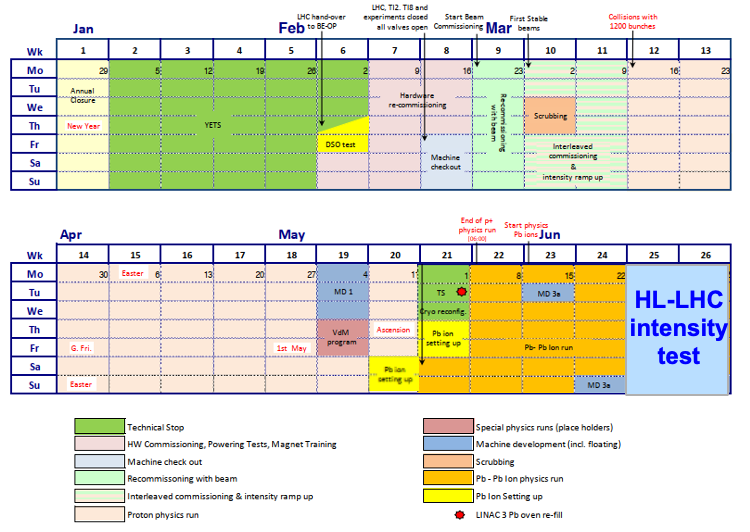 LHC hand-over
to BE-OP
LHC, TI2. TI8 and
experiments closed
all valves open
Start Beam
Commissioning
First Stable
beams
Collisions with
1200 bunches
Jan Feb Mar
Wk 1 2 3 4 5 6 7 8 9 10 11 12 13
Mo 29 5 12 19 26 2 9 16 23 2 9 16 23
Tu
Annual
Closure
Hardware
re-commissioning
We
Recommissioning
with beam
Scrubbing
Th New Year YETS
Fr DSO test
Interleaved
commissioning
&
intensity ramp up
Sa
Machine
checkout
Su
End of p+
physics run
[06:00]
Start physics
Pb ions
Apr May Jun
Wk 14 15 16 17 18 19 20 21 22 23 24 25 26
Mo 30 Easter 6 13 20 27 4 11 1 8 15 22
Tu MD 1 TS MD 3a
HL-LHC
intensity
test
We Cryo reconfig.
Th
VdM
program
Ascension
Pb ion
setting up
Fr G. Fri. 1st. May Pb- Pb Ion run
Sa
Pb ion
setting up
Su Easter MD 3a
Technical Stop
HW Commissioning, Powering Tests, Magnet Training
Machine check out
Recommissoning with beam
Interleaved commissioning & intensity ramp up
Proton physics run
Special physics runs (place holders)
Machine development (incl. floating)
Scrubbing
Pb - Pb Ion physics run
Pb Ion Setting up
LINAC 3 Pb oven re-fill